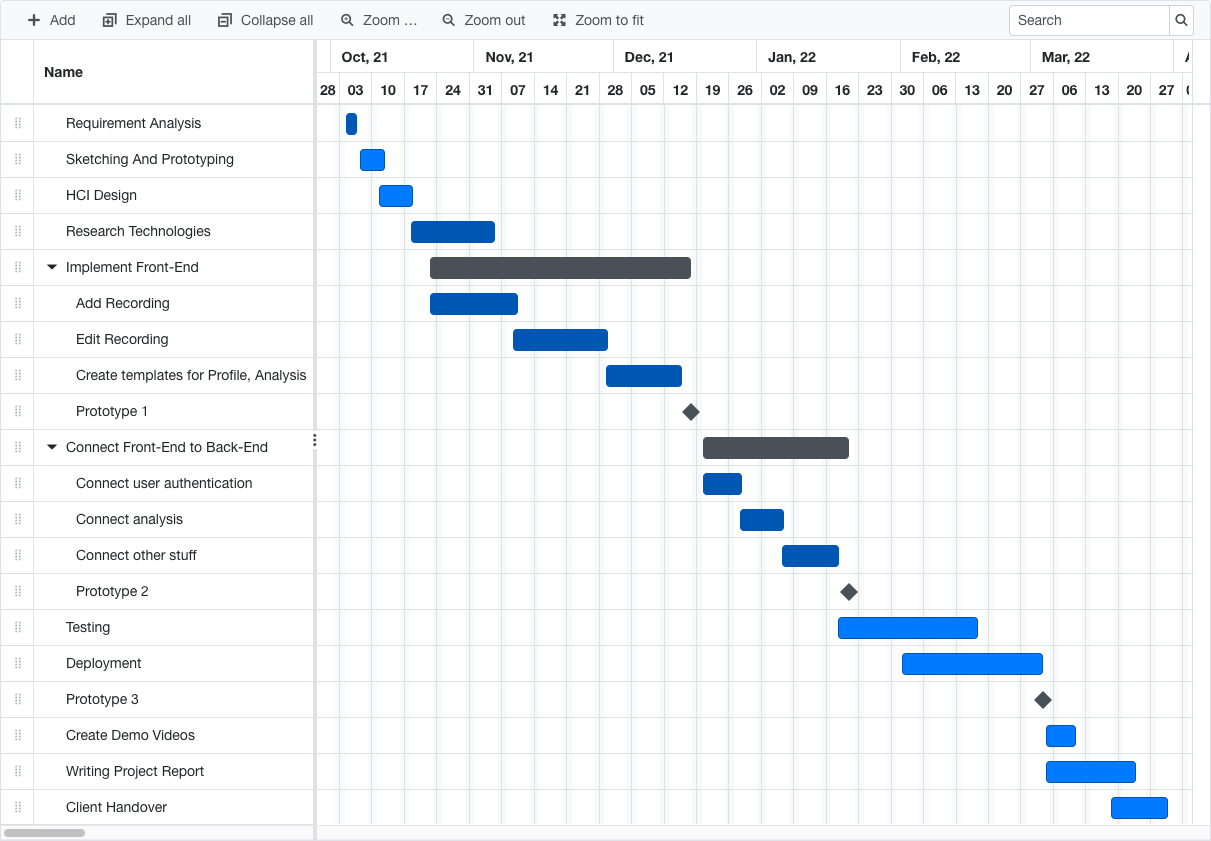 Add Expand all Collapse all Zoom … Zoom out Zoom to fit Search
Name
Oct, 21 Nov, 21 Dec, 21 Jan, 22 Feb, 22 Mar, 22
28 03 10 17 24 31 07 14 21 28 05 12 19 26 02 09 16 23 30 06 13 20 27 06 13 20 27
Requirement Analysis
Sketching And Prototyping
HCI Design
Research Technologies
Implement Front-End
Add Recording
Edit Recording
Create templates for Profile, Analysis
Prototype 1
Connect Front-End to Back-End
Connect user authentication
Connect analysis
Connect other stuff
Prototype 2
Testing
Deployment
Prototype 3
Create Demo Videos
Writing Project Report
Client Handover